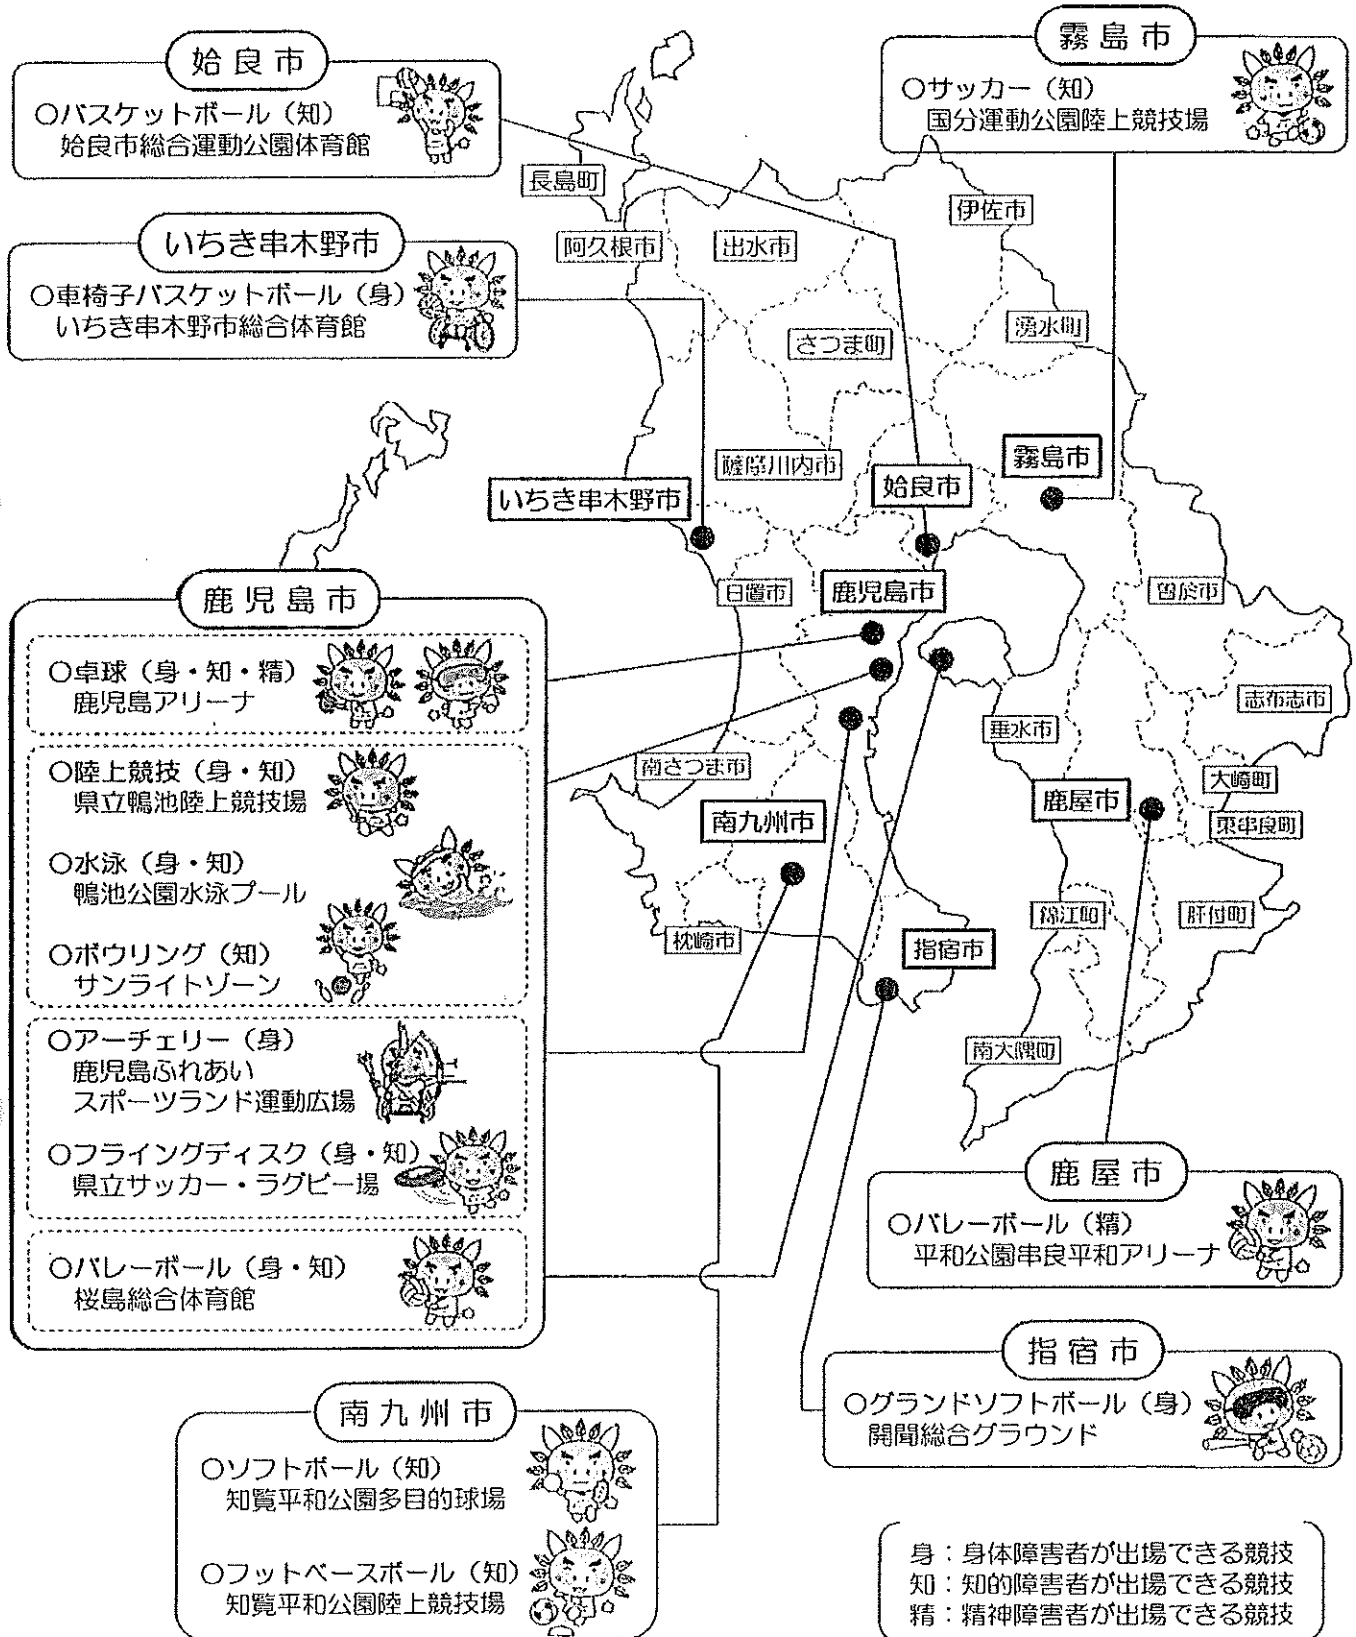 始良市
○バスケットボール（知）
始良市総合運動公園体育館
霧島市
○サッカー（知）
国分運動公園陸上競技場
いちき串木野市
○車椅子バスケットボール（身）
いちき串木野市総合体育館
長島町
阿久根市
出水市
伊佐市
さつま町
湧水町
薩摩川内市
霧島市
始良市
いちき串木野市
日置市
鹿児島市
曽於市
志布志市
垂水市
南さつま市
大崎町
鹿屋市
東串良町
南九州市
錦江町
肝付町
枕崎市
指宿市
南大隅町
鹿児島市
○卓球（身・知・精）
鹿児島アリーナ
○陸上競技（身・知）
県立鴨池陸上競技場
○水泳（身・知）
鴨池公園水泳プール
○ボウリング（知）
サンライトゾーン
○アーチェリー（身）
鹿児島ふれあい
スポーツランド運動広場
○フライングディスク（身・知）
県立サッカー・ラグビー場
○バレーボール（身・知）
桜島総合体育館
鹿屋市
○バレーボール（精）
平和公園串良平和アリーナ
指宿市
○グランドソフトボール（身）
開聞総合グラウンド
南九州市
○ソフトボール（知）
知覧平和公園多目的球場
○フットベースボール（知）
知覧平和公園陸上競技場
身：身体障害者が出場できる競技
知：知的障害者が出場できる競技
精：精神障害者が出場できる競技